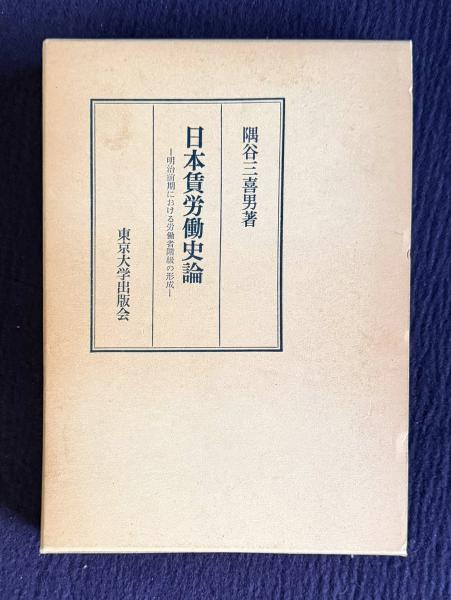 隅谷三喜男著
日本賃労働史論
―明治前期における労働者階級の形成―
東京大学出版会